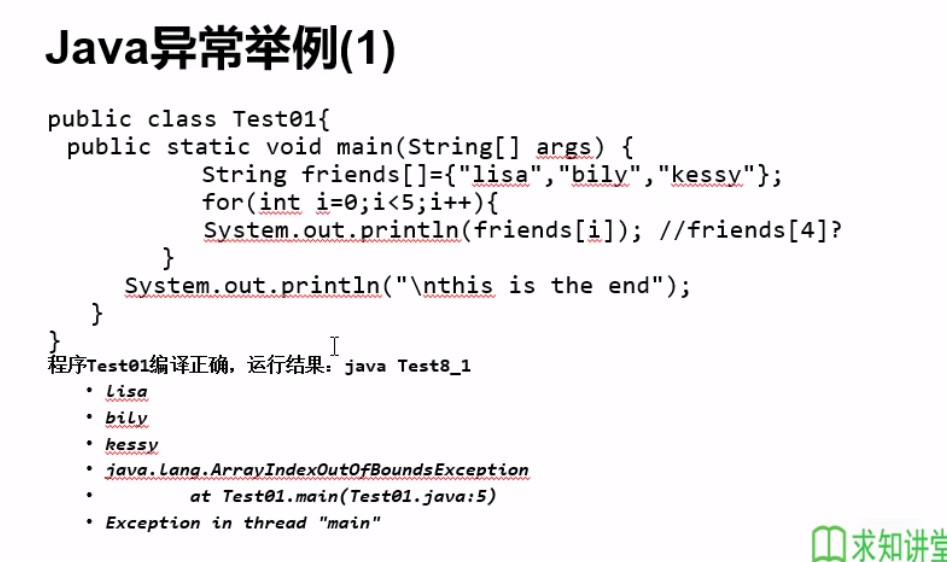 Java异常举例(1)
public class Test01{
public static void main(String[] args) {
String friends[]={"lisa","bily","kessy"};
for(int i=0;i<5;i++){
System.out.println(friends[i]); //friends[4]?
}
System.out.println("\nthis is the end");
}
}
程序Test01编译正确，运行结果：java Test8_1
• lisa
• bily
• kessy
• java.lang.ArrayIndexOutOfBoundsException
• at Test01.main(Test01.java:5)
• Exception in thread "main"
求知讲堂